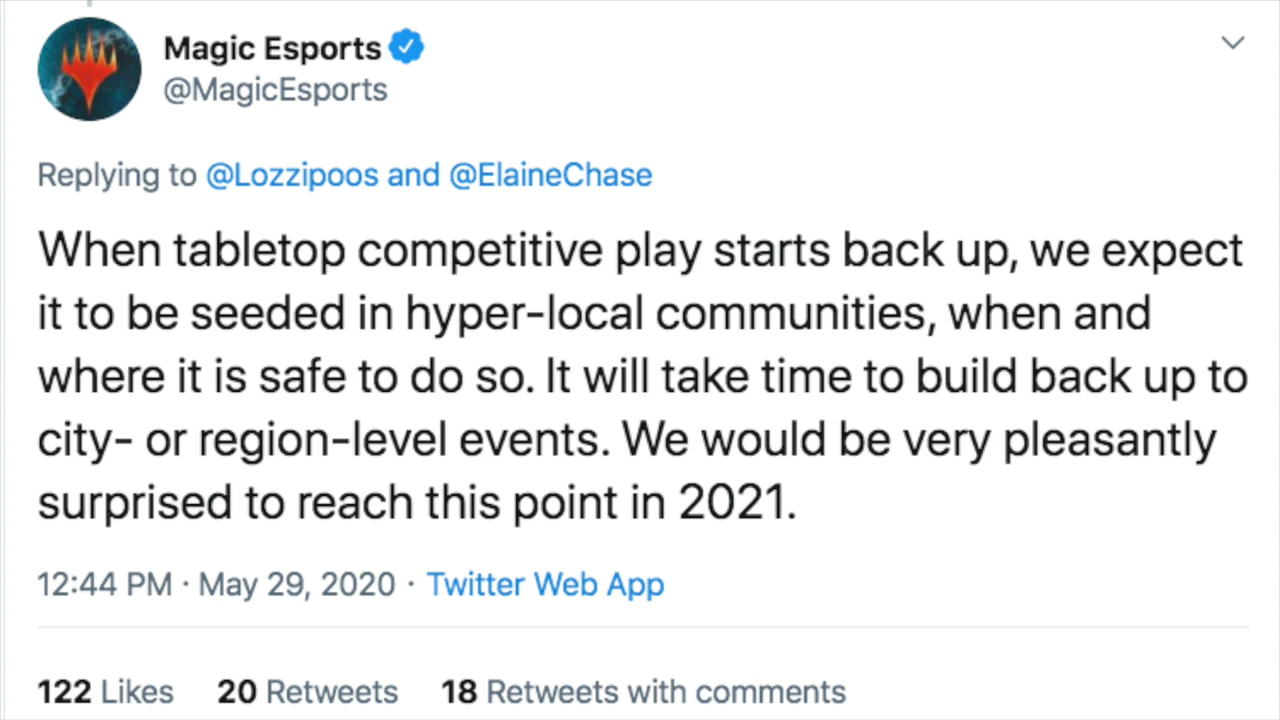 Magic Esports
@MagicEsports
Replying to @Lozzipoos and @ElaineChase
When tabletop competitive play starts back up, we expect
it to be seeded in hyper-local communities, when and
where it is safe to do so. It will take time to build back up to
city- or region-level events. We would be very pleasantly
surprised to reach this point in 2021.
12:44 PM · May 29, 2020 · Twitter Web App
122 Likes 20 Retweets 18 Retweets with comments